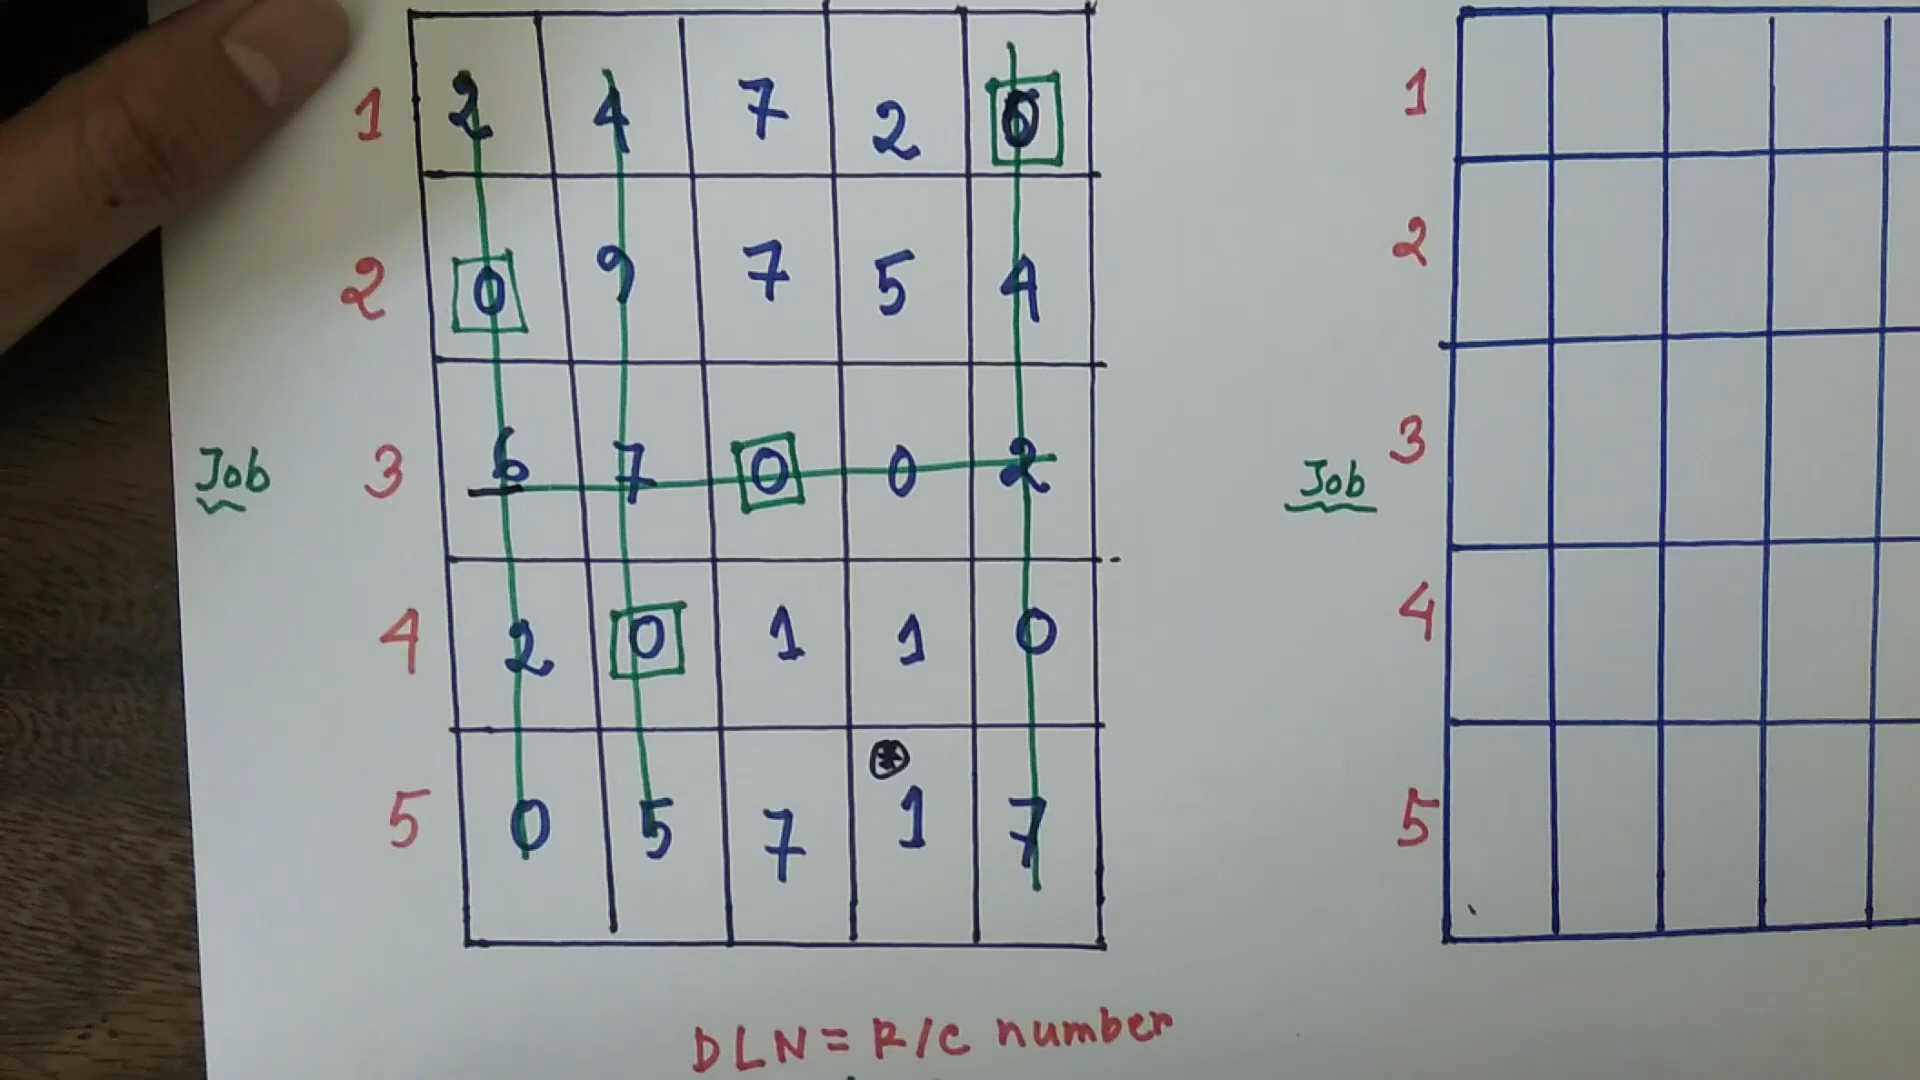 1 2 4 7 2 0 1
2 0 9 7 5 4 2
Job 3 6 7 0 0 2 Job 3
4 2 0 1 1 0 4
5 0 5 7 1 7 5
DLN = R/C number